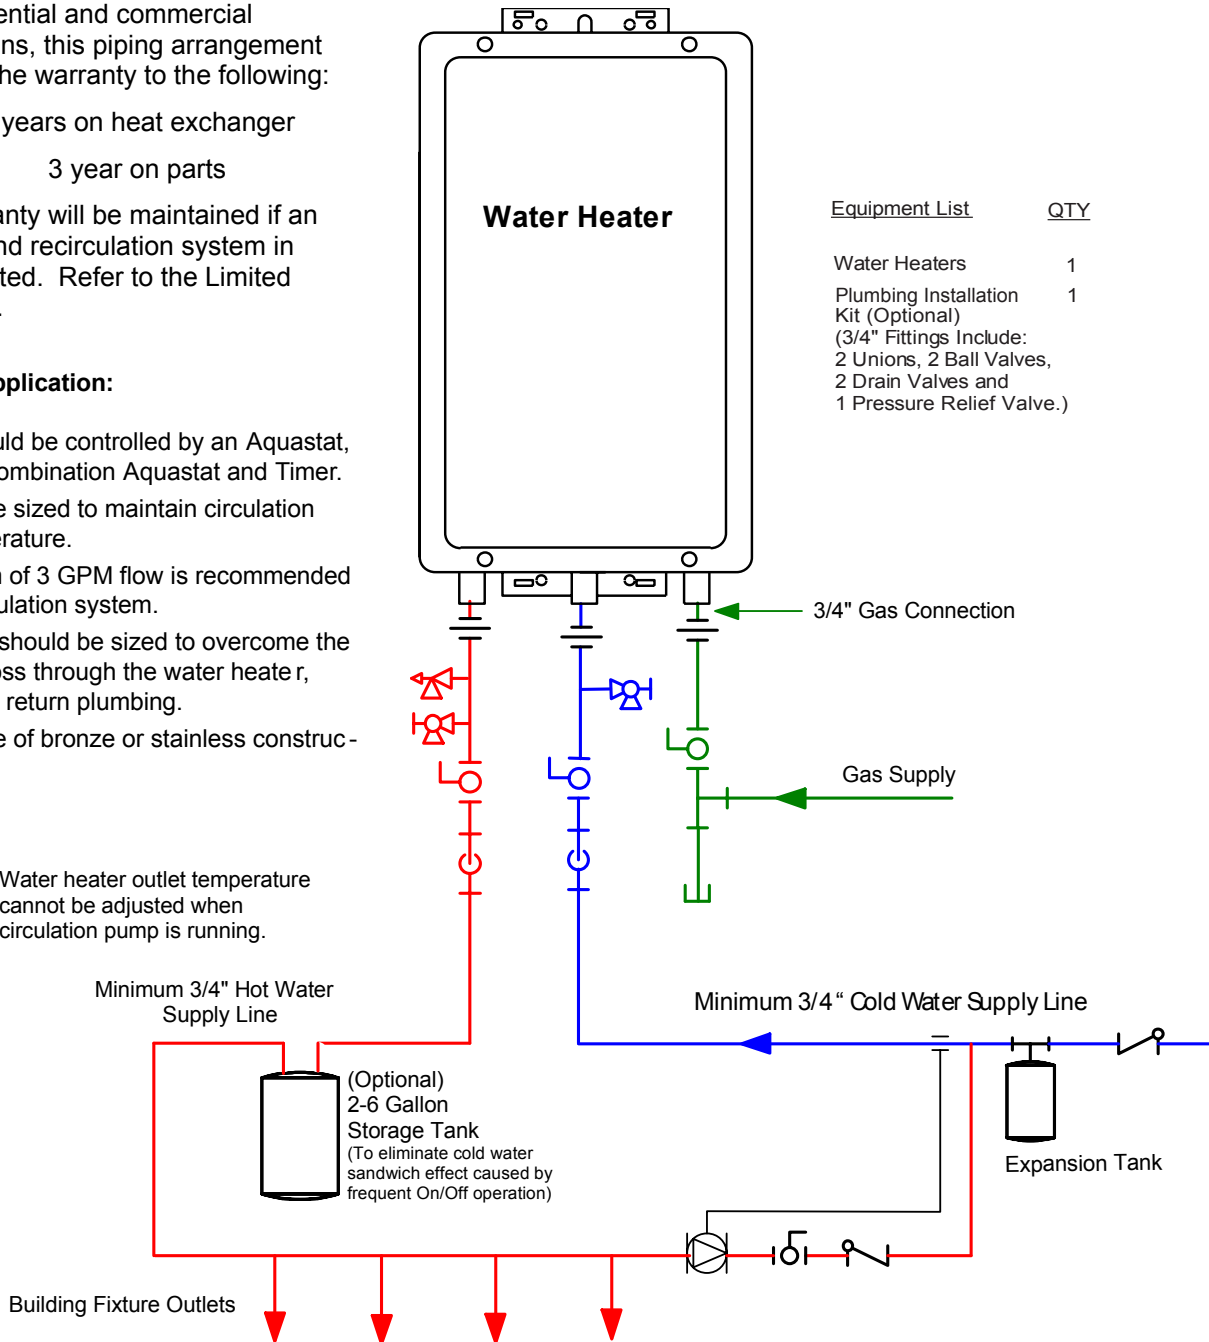 ential and commercial
ns, this piping arrangement
he warranty to the following:
years on heat exchanger
3 year on parts
anty will be maintained if an
nd recirculation system in
ted. Refer to the Limited
.
pplication:
uld be controlled by an Aquastat,
ombination Aquastat and Timer.
e sized to maintain circulation
erature.
n of 3 GPM flow is recommended
ulation system.
should be sized to overcome the
oss through the water heater,
return plumbing.
e of bronze or stainless construc-
Water heater outlet temperature
cannot be adjusted when
circulation pump is running.
Water Heater
Equipment List QTY
Water Heaters 1
Plumbing Installation 1
Kit (Optional)
(3/4" Fittings Include:
2 Unions, 2 Ball Valves,
2 Drain Valves and
1 Pressure Relief Valve.)
3/4" Gas Connection
Gas Supply
Minimum 3/4" Hot Water
Supply Line
Minimum 3/4“ Cold Water Supply Line
(Optional)
2-6 Gallon
Storage Tank
(To eliminate cold water
sandwich effect caused by
frequent On/Off operation)
Expansion Tank
Building Fixture Outlets